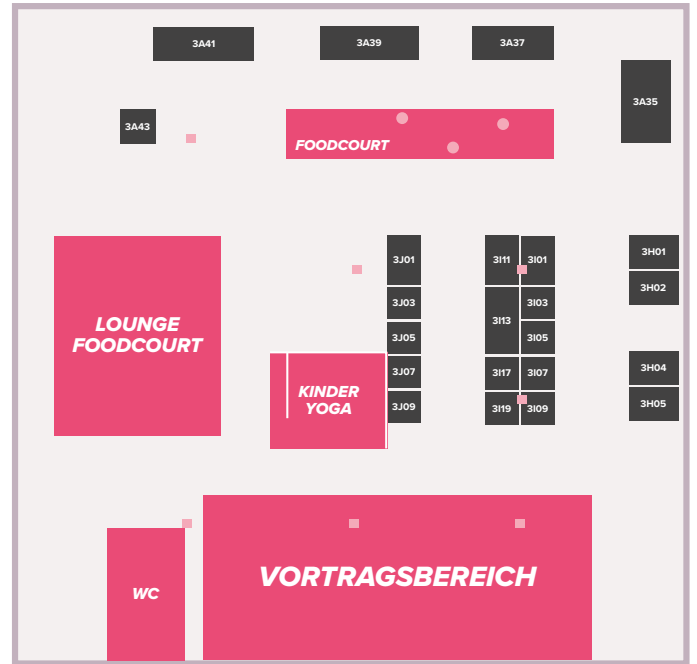 3A41
3A39
3A37
3A35
3A43
FOODCOURT
3J01
3I11
3I01
3H01
3H02
3J03
3I03
3I13
3J05
3I05
LOUNGE
FOODCOURT
3J07
3I17
3I07
3H04
KINDER
YOGA
3J09
3I19
3I09
3H05
VORTRAGSBEREICH
WC